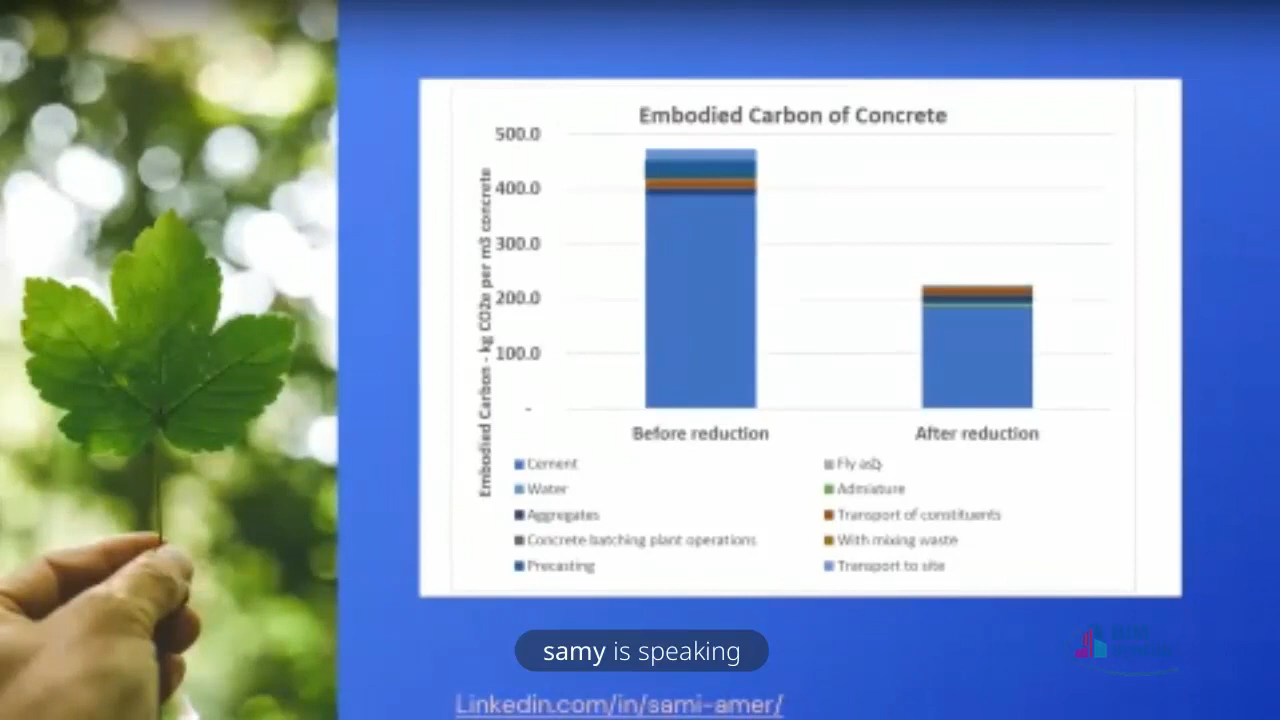 Embodied Carbon of Concrete
500.0
400.0
300.0
200.0
100.0
-
Embodied Carbon - kg CO2e per m3 concrete
Before reduction
After reduction
Cement
Fly
Water
Admiature
Aggregates
Transport of constituents
Concrete batching plant operations
With mixing waste
Precasting
Transport to site
samy is speaking
Linkedin.com/in/sami-amer/